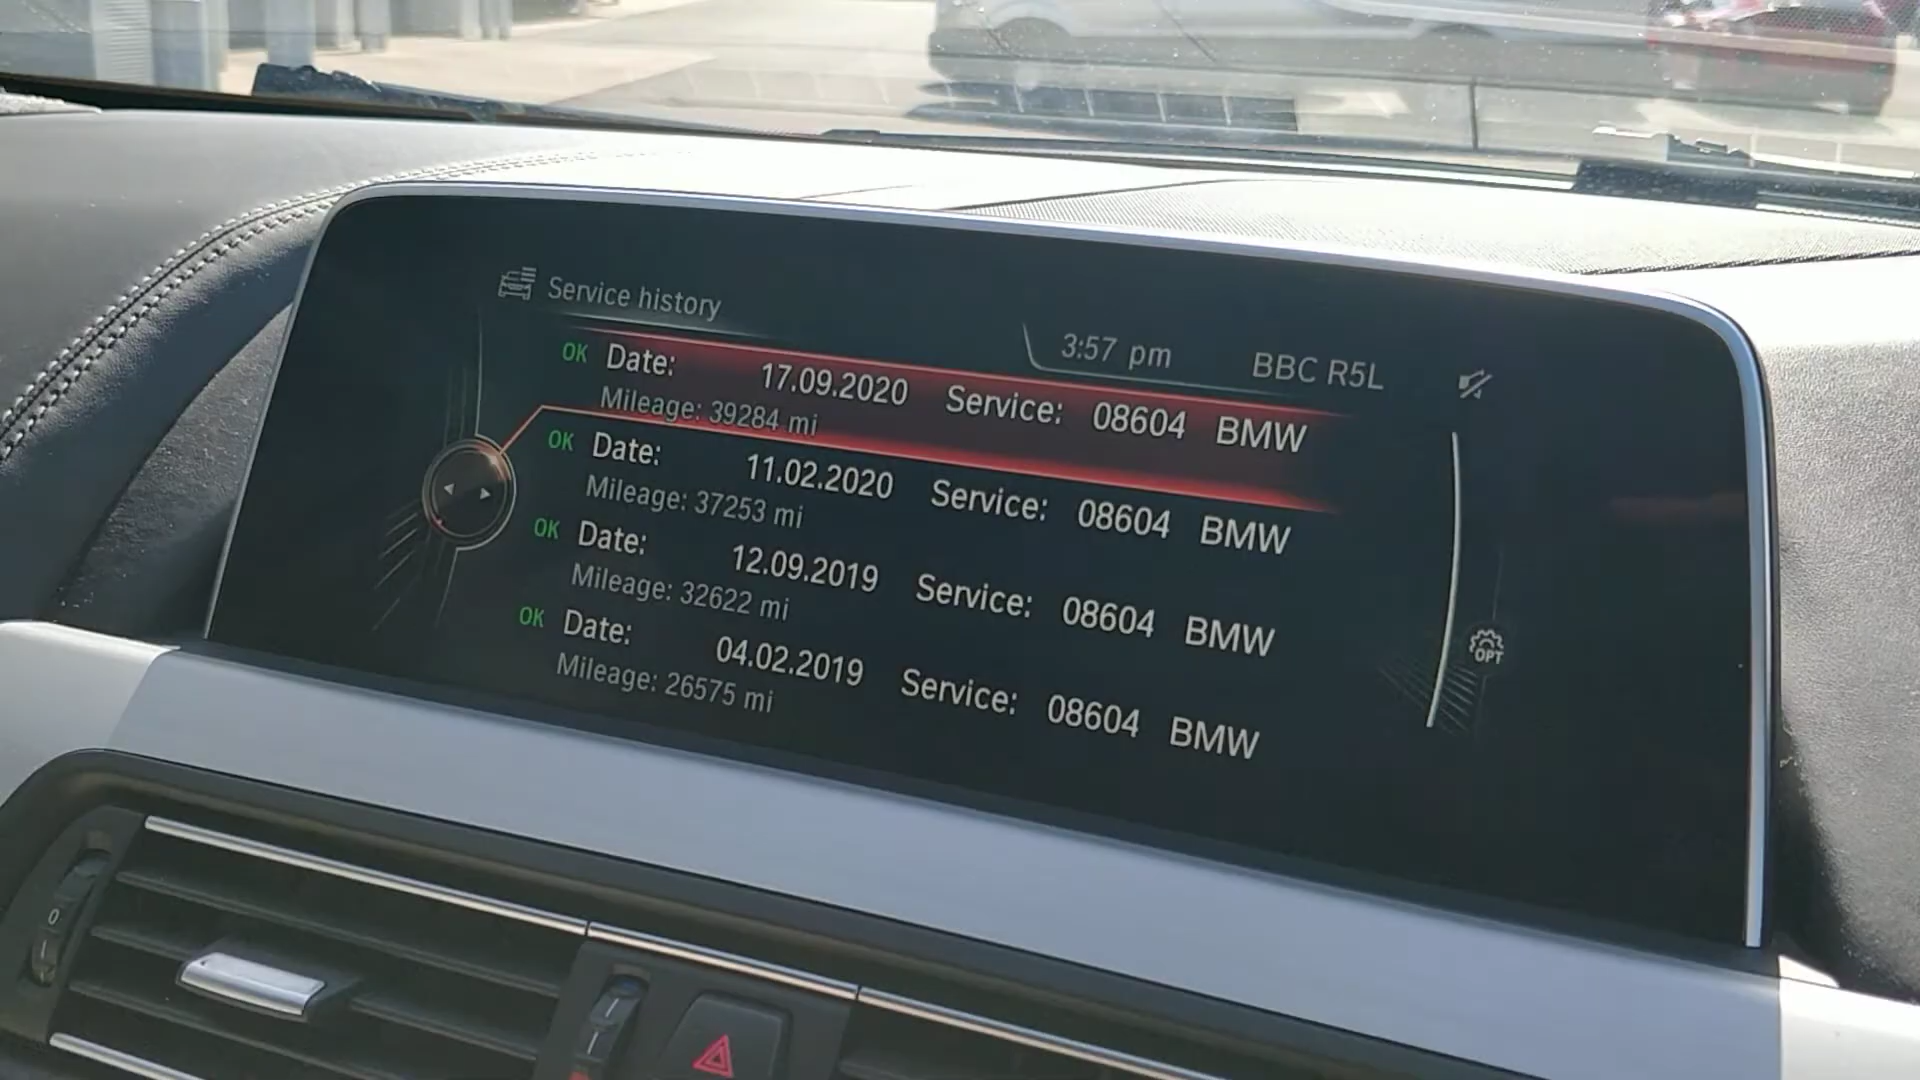 Service history
3:57 pm BBC R5L
OK Date: 17.09.2020 Service: 08604 BMW
Mileage: 39284 mi
OK Date: 11.02.2020 Service: 08604 BMW
Mileage: 37253 mi
OK Date: 12.09.2019 Service: 08604 BMW
Mileage: 32622 mi
OK Date: 04.02.2019 Service: 08604 BMW
Mileage: 26575 mi
OPT
0